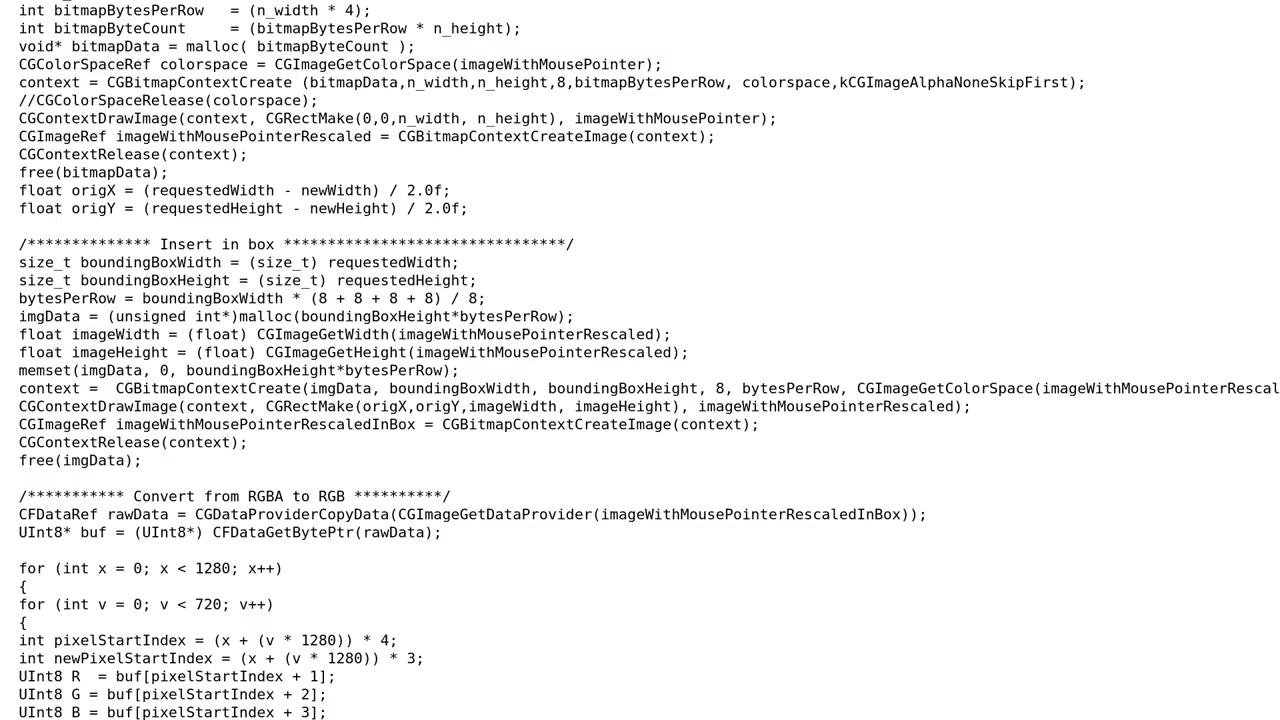 int bitmapBytesPerRow   = (n_width * 4);
int bitmapByteCount     = (bitmapBytesPerRow * n_height);
void* bitmapData = malloc( bitmapByteCount );
CGColorSpaceRef colorspace = CGImageGetColorSpace(imageWithMousePointer);
context = CGBitmapContextCreate (bitmapData,n_width,n_height,8,bitmapBytesPerRow, colorspace,kCGImageAlphaNoneSkipFirst);
//CGColorSpaceRelease(colorspace);
CGContextDrawImage(context, CGRectMake(0,0,n_width, n_height), imageWithMousePointer);
CGImageRef imageWithMousePointerRescaled = CGBitmapContextCreateImage(context);
CGContextRelease(context);
free(bitmapData);
float origX = (requestedWidth - newWidth) / 2.0f;
float origY = (requestedHeight - newHeight) / 2.0f;

/************** Insert in box ********************************/
size_t boundingBoxWidth = (size_t) requestedWidth;
size_t boundingBoxHeight = (size_t) requestedHeight;
bytesPerRow = boundingBoxWidth * (8 + 8 + 8 + 8) / 8;
imgData = (unsigned int*)malloc(boundingBoxHeight*bytesPerRow);
float imageWidth = (float) CGImageGetWidth(imageWithMousePointerRescaled);
float imageHeight = (float) CGImageGetHeight(imageWithMousePointerRescaled);
memset(imgData, 0, boundingBoxHeight*bytesPerRow);
context =  CGBitmapContextCreate(imgData, boundingBoxWidth, boundingBoxHeight, 8, bytesPerRow, CGImageGetColorSpace(imageWithMousePointerRescal
CGContextDrawImage(context, CGRectMake(origX,origY,imageWidth, imageHeight), imageWithMousePointerRescaled);
CGImageRef imageWithMousePointerRescaledInBox = CGBitmapContextCreateImage(context);
CGContextRelease(context);
free(imgData);

/*********** Convert from RGBA to RGB **********/
CFDataRef rawData = CGDataProviderCopyData(CGImageGetDataProvider(imageWithMousePointerRescaledInBox));
UInt8* buf = (UInt8*) CFDataGetBytePtr(rawData);

for (int x = 0; x < 1280; x++)
{
for (int v = 0; v < 720; v++)
{
int pixelStartIndex = (x + (v * 1280)) * 4;
int newPixelStartIndex = (x + (v * 1280)) * 3;
UInt8 R  = buf[pixelStartIndex + 1];
UInt8 G = buf[pixelStartIndex + 2];
UInt8 B = buf[pixelStartIndex + 3];